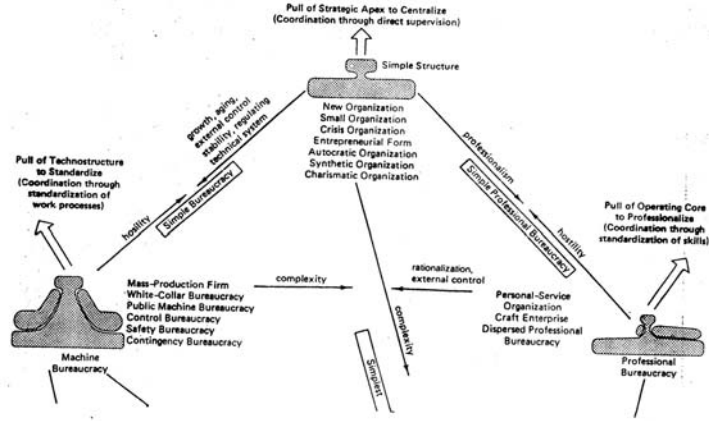 Pull of Strategic Apex to Centralize
(Coordination through direct supervision)
Simple Structure
New Organization
Small Organization
Crisis Organization
Entrepreneurial Form
Autocratic Organization
Synthetic Organization
Charismatic Organization
growth, aging,
external control
stability, regulating
technical system
hosility
Simple Bureaucracy
professionalism
Simple Professional Bureaucracy
hostility
Pull of Tachnostructure
to Standardize
(Coordination through
standardization of
work processes)
Pull of Operating Core
to Professionalize
(Coordination through
standardization of skills)
Mass-Production Firm
White-Collar Bureaucracy
Public Machine Bureaucracy
Control Bureaucracy
Safety Bureaucracy
Contingency Bureaucracy
Machine
Bureaucracy
complexity
rationalization,
external control
complexity
Personal-Service
Organization
Craft Enterprise
Dispersed Professional
Bureaucracy
Professional
Bureaucracy
Simplest